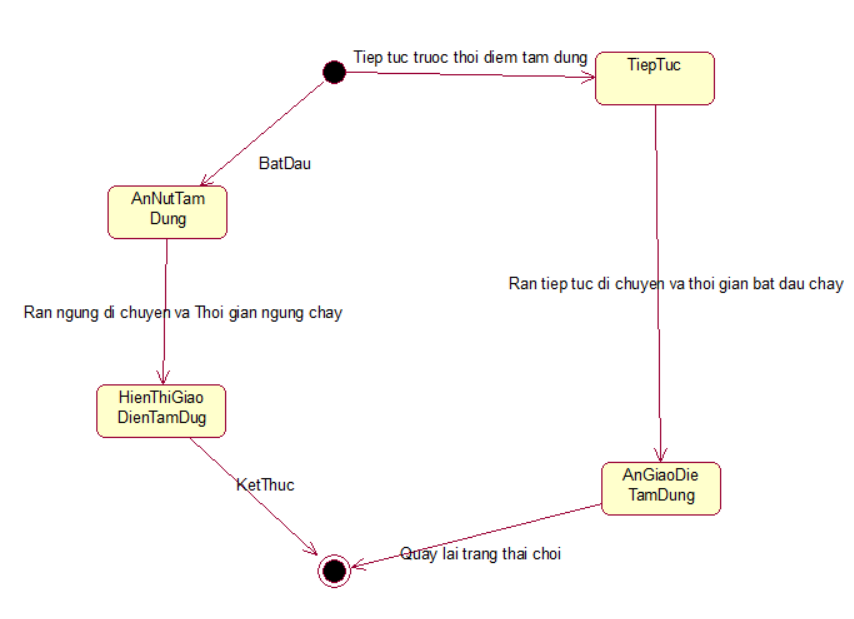 Tiep tuc truoc thoi diem tam dung
TiepTuc
BatDau
AnNutTam
Dung
Ran tiep tuc di chuyen va thoi gian bat dau chay
Ran ngung di chuyen va Thoi gian ngung chay
HienThiGiao
DienTamDug
AnGiaoDie
TamDung
KetThuc
Quay lai trang thai choi